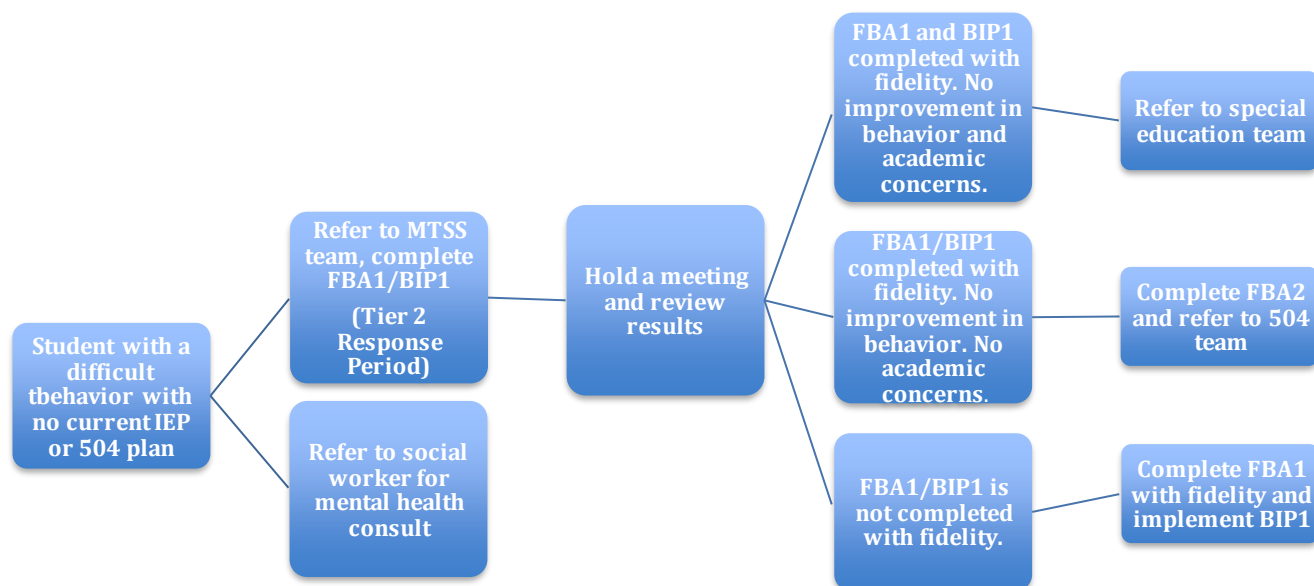 Student with a
difficult
tbehavior with
no current IEP
or 504 plan
Refer to MTSS
team, complete
FBA1/BIP1
(Tier 2
Response
Period)
Refer to social
worker for
mental health
consult
Hold a meeting
and review
results
FBA1 and BIP1
completed with
fidelity. No
improvement in
behavior and
academic
concerns.
Refer to special
education team
FBA1/BIP1
completed with
fidelity. No
improvement in
behavior. No
academic
concerns.
Complete FBA2
and refer to 504
team
FBA1/BIP1 is
not completed
with fidelity.
Complete FBA1
with fidelity and
implement BIP1